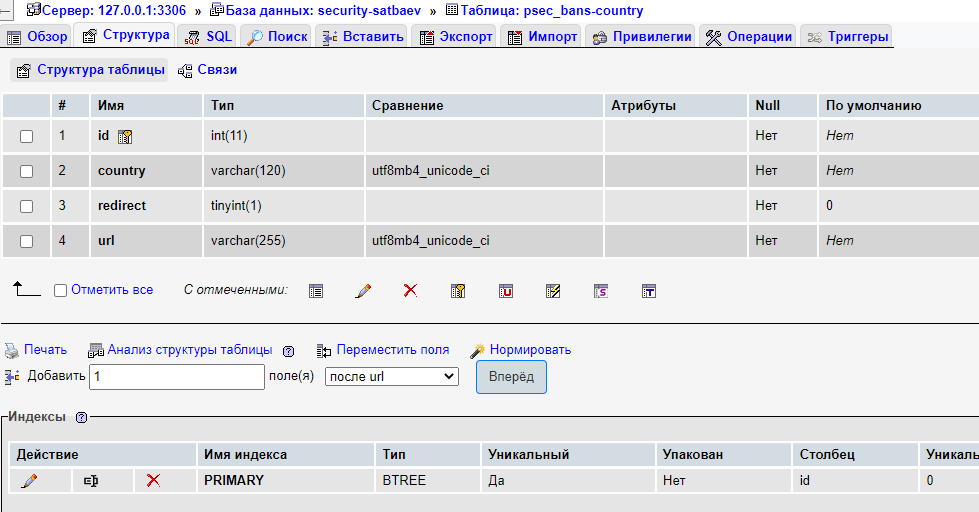 Сервер: 127.0.0.1:3306 » База данных: security-satbaev » Таблица: psec_bans-country
Обзор Структура SQL Поиск Вставить Экспорт Импорт Привилегии Операции Триггеры
Структура таблицы Связи
# Имя Тип Сравнение Атрибуты Null По умолчанию
1 id int(11) Нет Нет
2 country varchar(120) utf8mb4_unicode_ci Нет Нет
3 redirect tinyint(1) Нет 0
4 url varchar(255) utf8mb4_unicode_ci Нет Нет
Отметить все С отмеченными:
Печать Анализ структуры таблицы Переместить поля Нормировать
Добавить 1 поле(я) после url Вперёд
Индексы
Действие Имя индекса Тип Уникальный Упакован Столбец Уникаль
PRIMARY BTREE Да Нет id 0